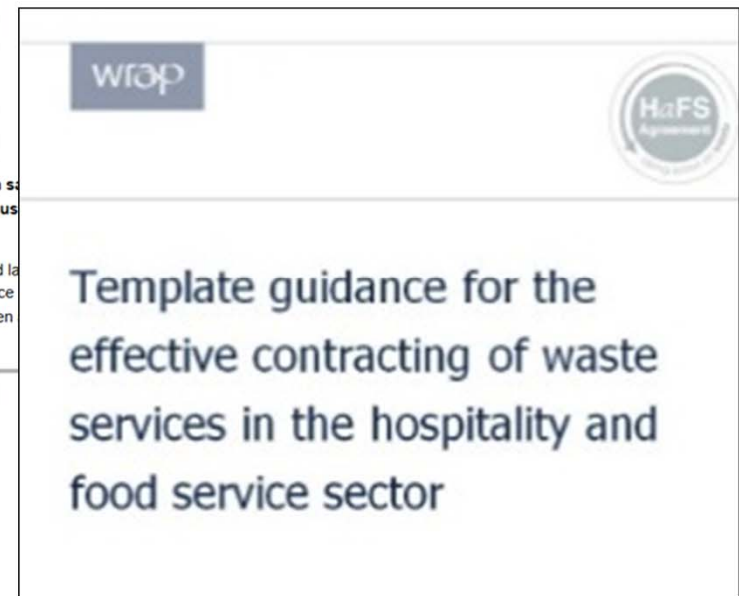 wrap
HaFS
Agreement
Template guidance for the
effective contracting of waste
services in the hospitality and
food service sector